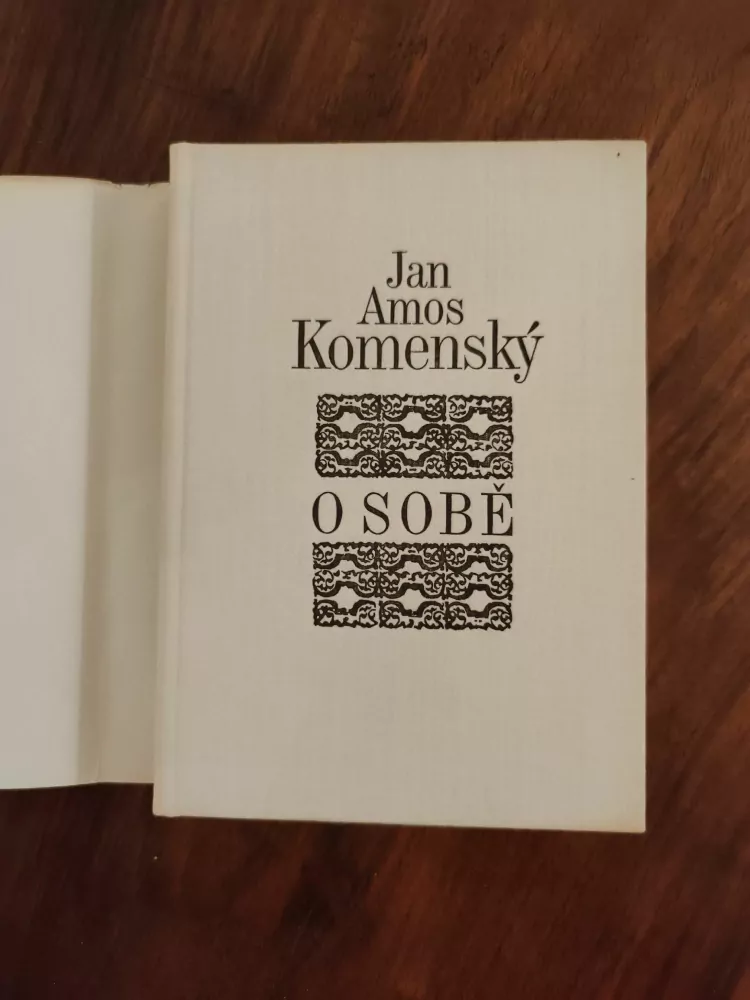 Jan
Amos
Komenský
O SOBĚ